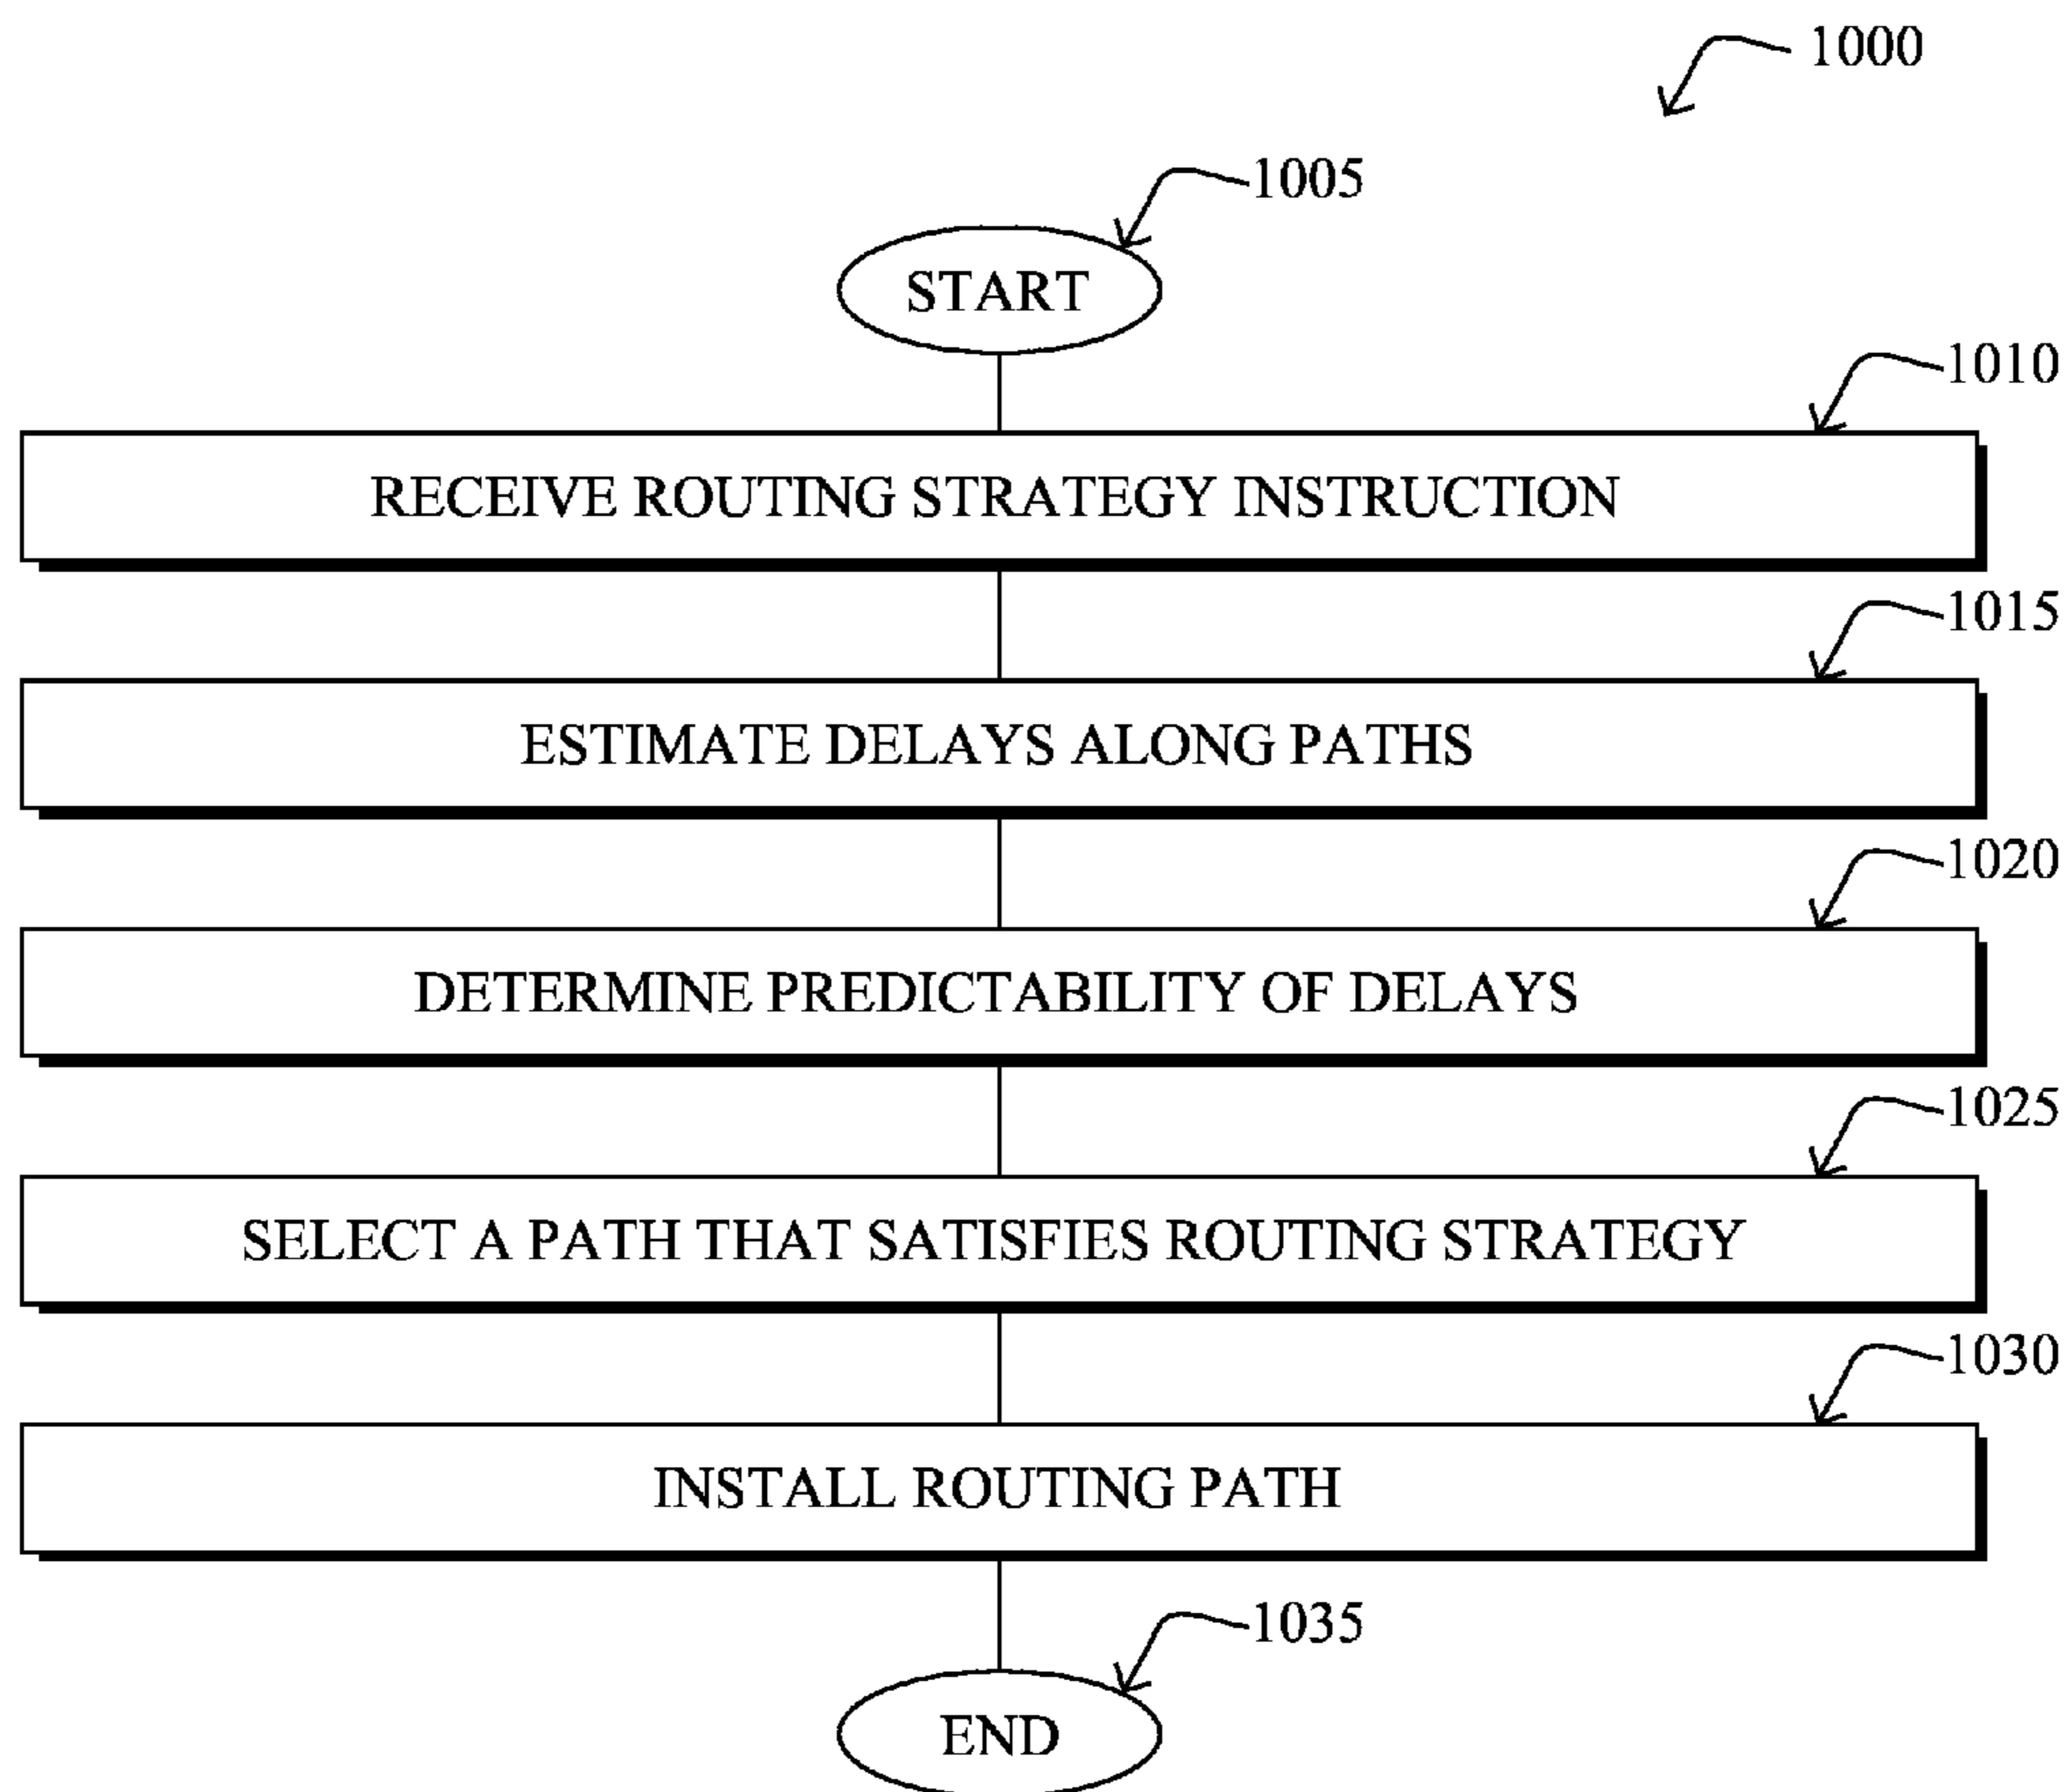 1000
1005
START
1010
RECEIVE ROUTING STRATEGY INSTRUCTION
1015
ESTIMATE DELAYS ALONG PATHS
1020
DETERMINE PREDICTABILITY OF DELAYS
1025
SELECT A PATH THAT SATISFIES ROUTING STRATEGY
1030
INSTALL ROUTING PATH
1035
END